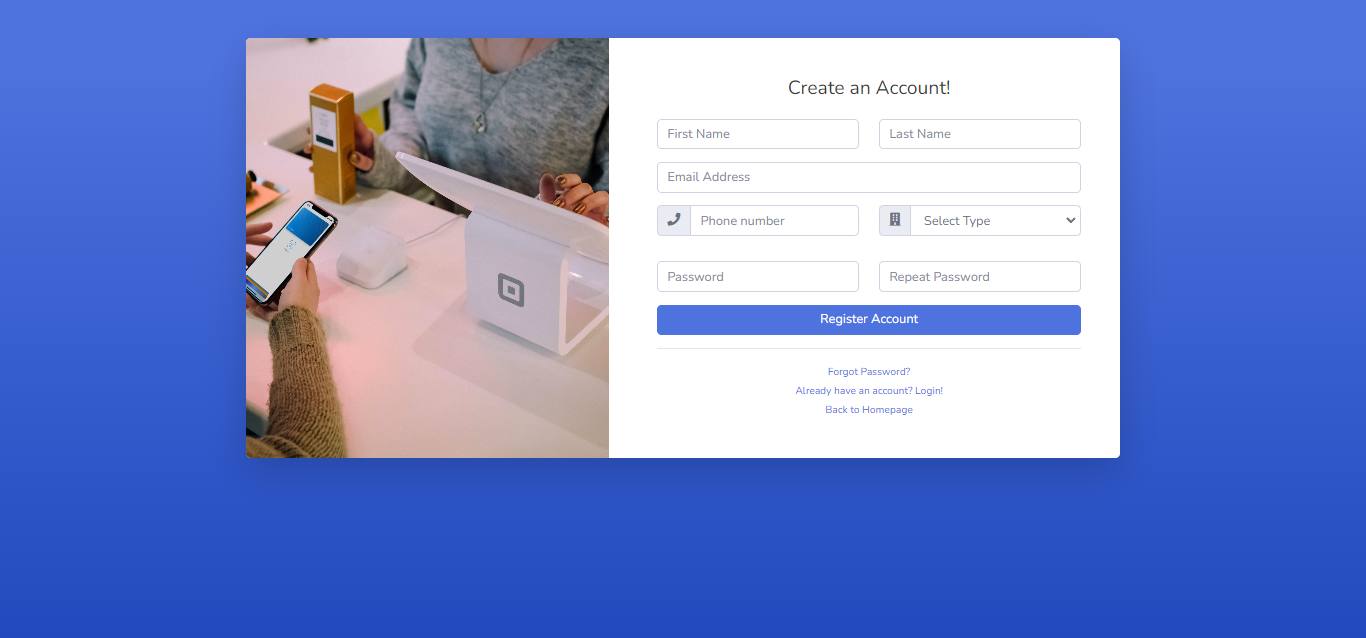 Create an Account!
First Name Last Name
Email Address
Phone number Select Type
Password Repeat Password
Register Account
Forgot Password?
Already have an account? Login!
Back to Homepage